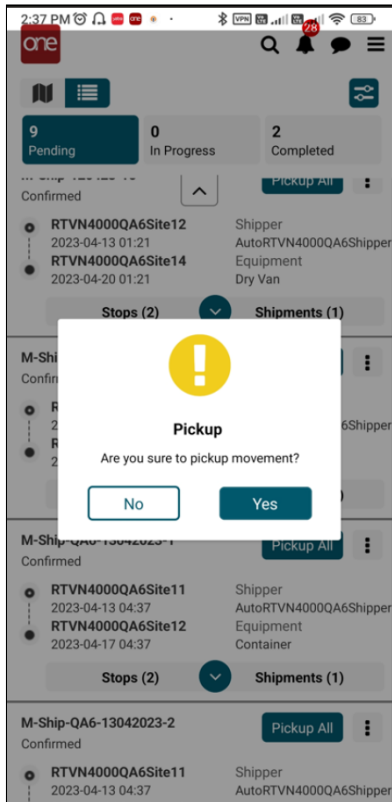 2:37 PM
VPN
83
one
28
9
Pending
0
In Progress
2
Completed
Pickup All
Confirmed
RTVN4000QA6Site12
2023-04-13 01:21
RTVN4000QA6Site14
2023-04-20 01:21
Shipper
AutoRTVN4000QA6Shipper
Equipment
Dry Van
Stops (2)
Shipments (1)
M-Shi
Confir
6Shipper
Pickup
Are you sure to pickup movement?
No
Yes
M-Ship-QA6-13042023-1
Pickup All
Confirmed
RTVN4000QA6Site11
2023-04-13 04:37
RTVN4000QA6Site12
2023-04-17 04:37
Shipper
AutoRTVN4000QA6Shipper
Equipment
Container
Stops (2)
Shipments (1)
M-Ship-QA6-13042023-2
Pickup All
Confirmed
RTVN4000QA6Site11
2023-04-13 04:37
Shipper
AutoRTVN4000QA6Shipper